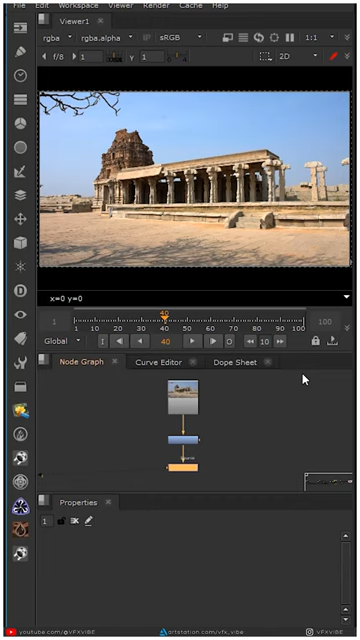 File Edit Workspace Viewer Render Cache Help
Viewer1
rgba rgba.alpha IP sRGB 1:1
f/8 1 Y 1 2D
x=0 y=0
40
1 100
1 10 20 30 40 50 60 70 80 90 100
Global I 40 O 10
Node Graph Curve Editor Dope Sheet
Properties
1
youtube.com/@VFXVIBE artstation.com/vfx_vibe VFXVIBE